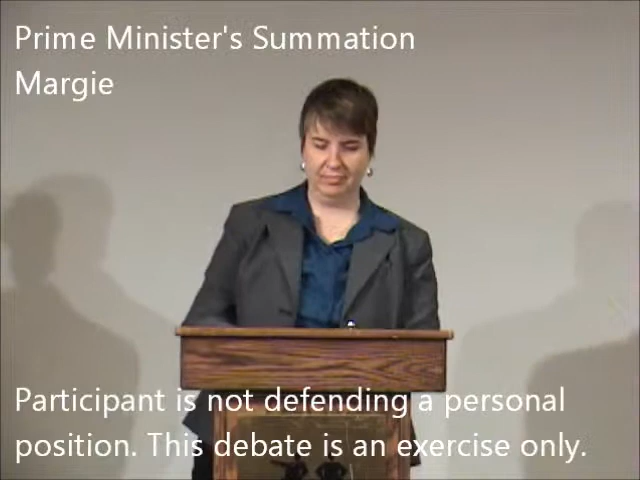 Prime Minister's Summation
Margie
Participant is not defending a personal
position. This debate is an exercise only.